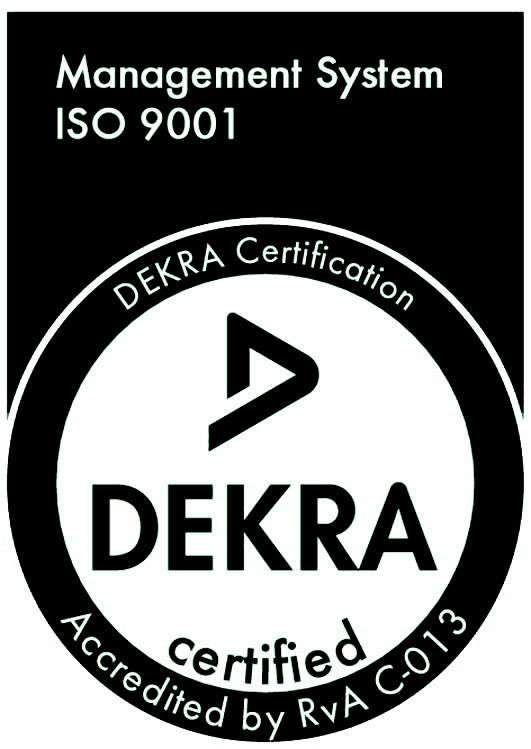 Management System
ISO 9001
DEKRA Certification
DEKRA
certified
Accredited by RvA C-013